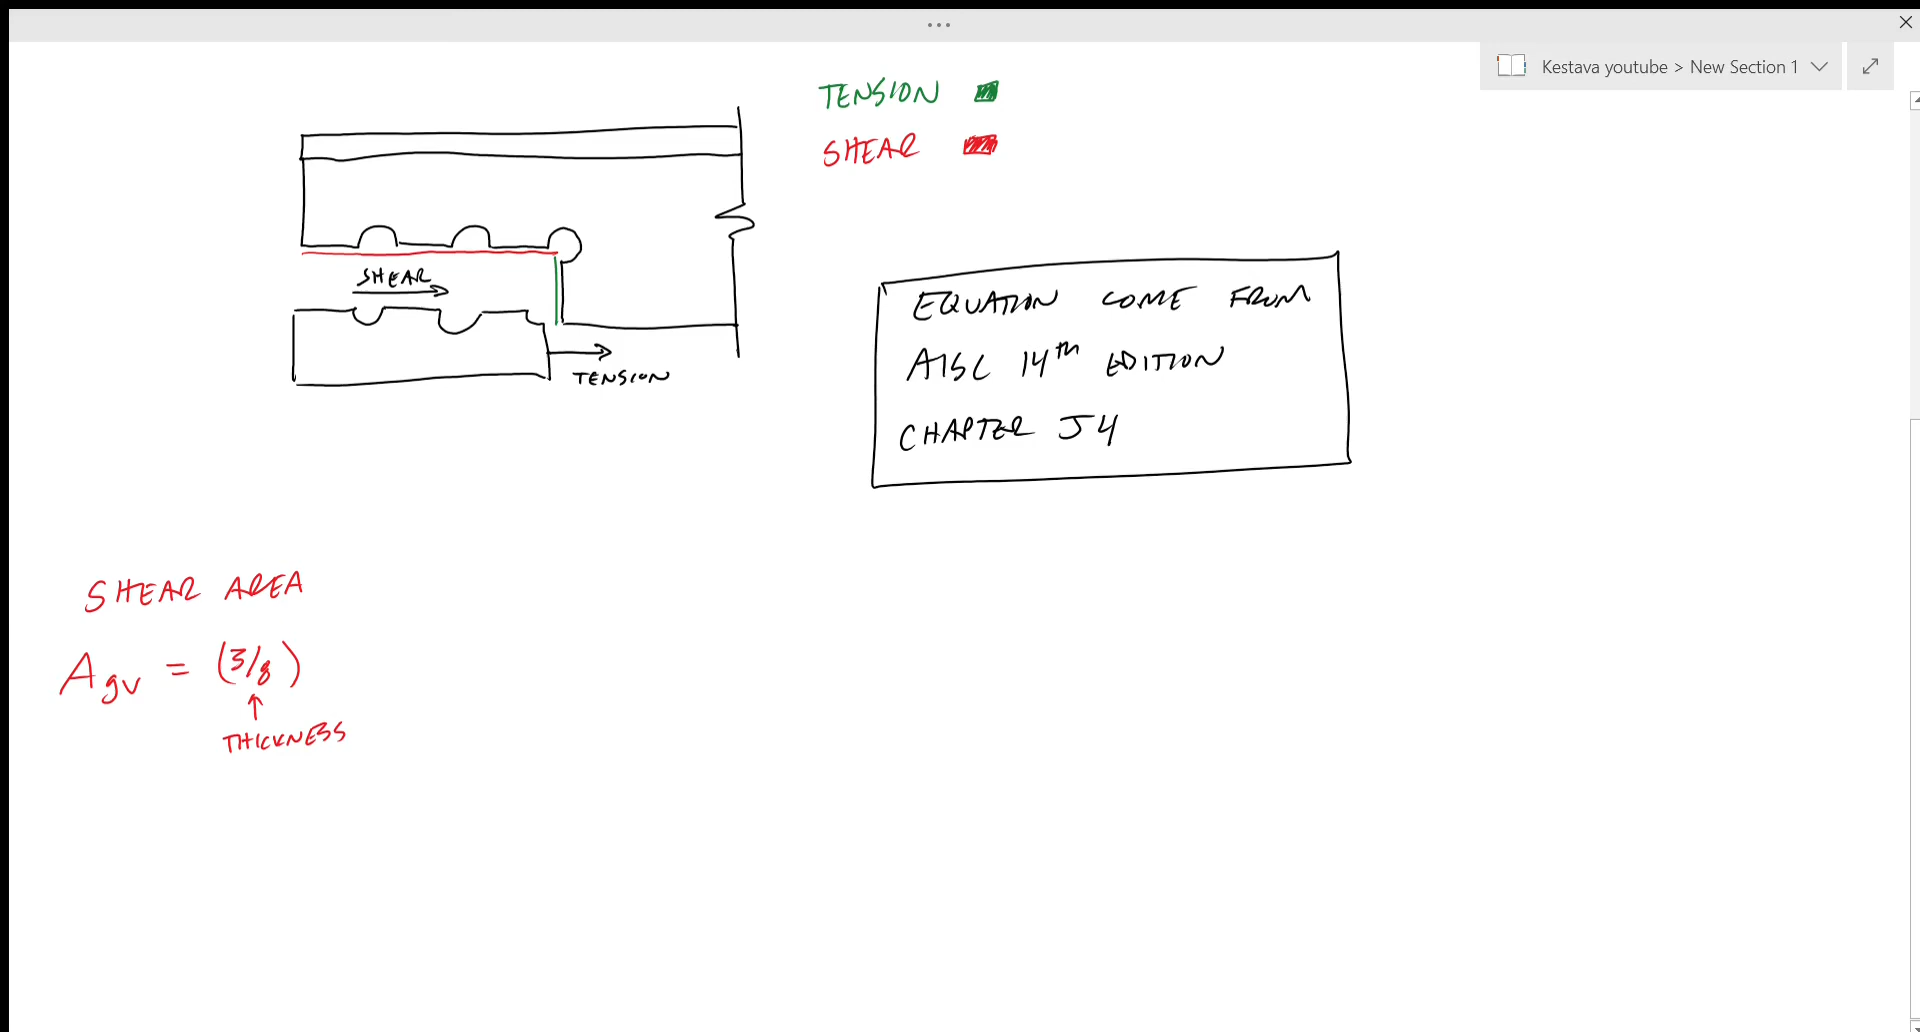 Kestava youtube > New Section 1
TENSION
SHEAR
SHEAR
TENSION
EQUATION COME FROM
AISC 14th EDITION
CHAPTER J4
SHEAR AREA
Agv = (3/8)
THICKNESS